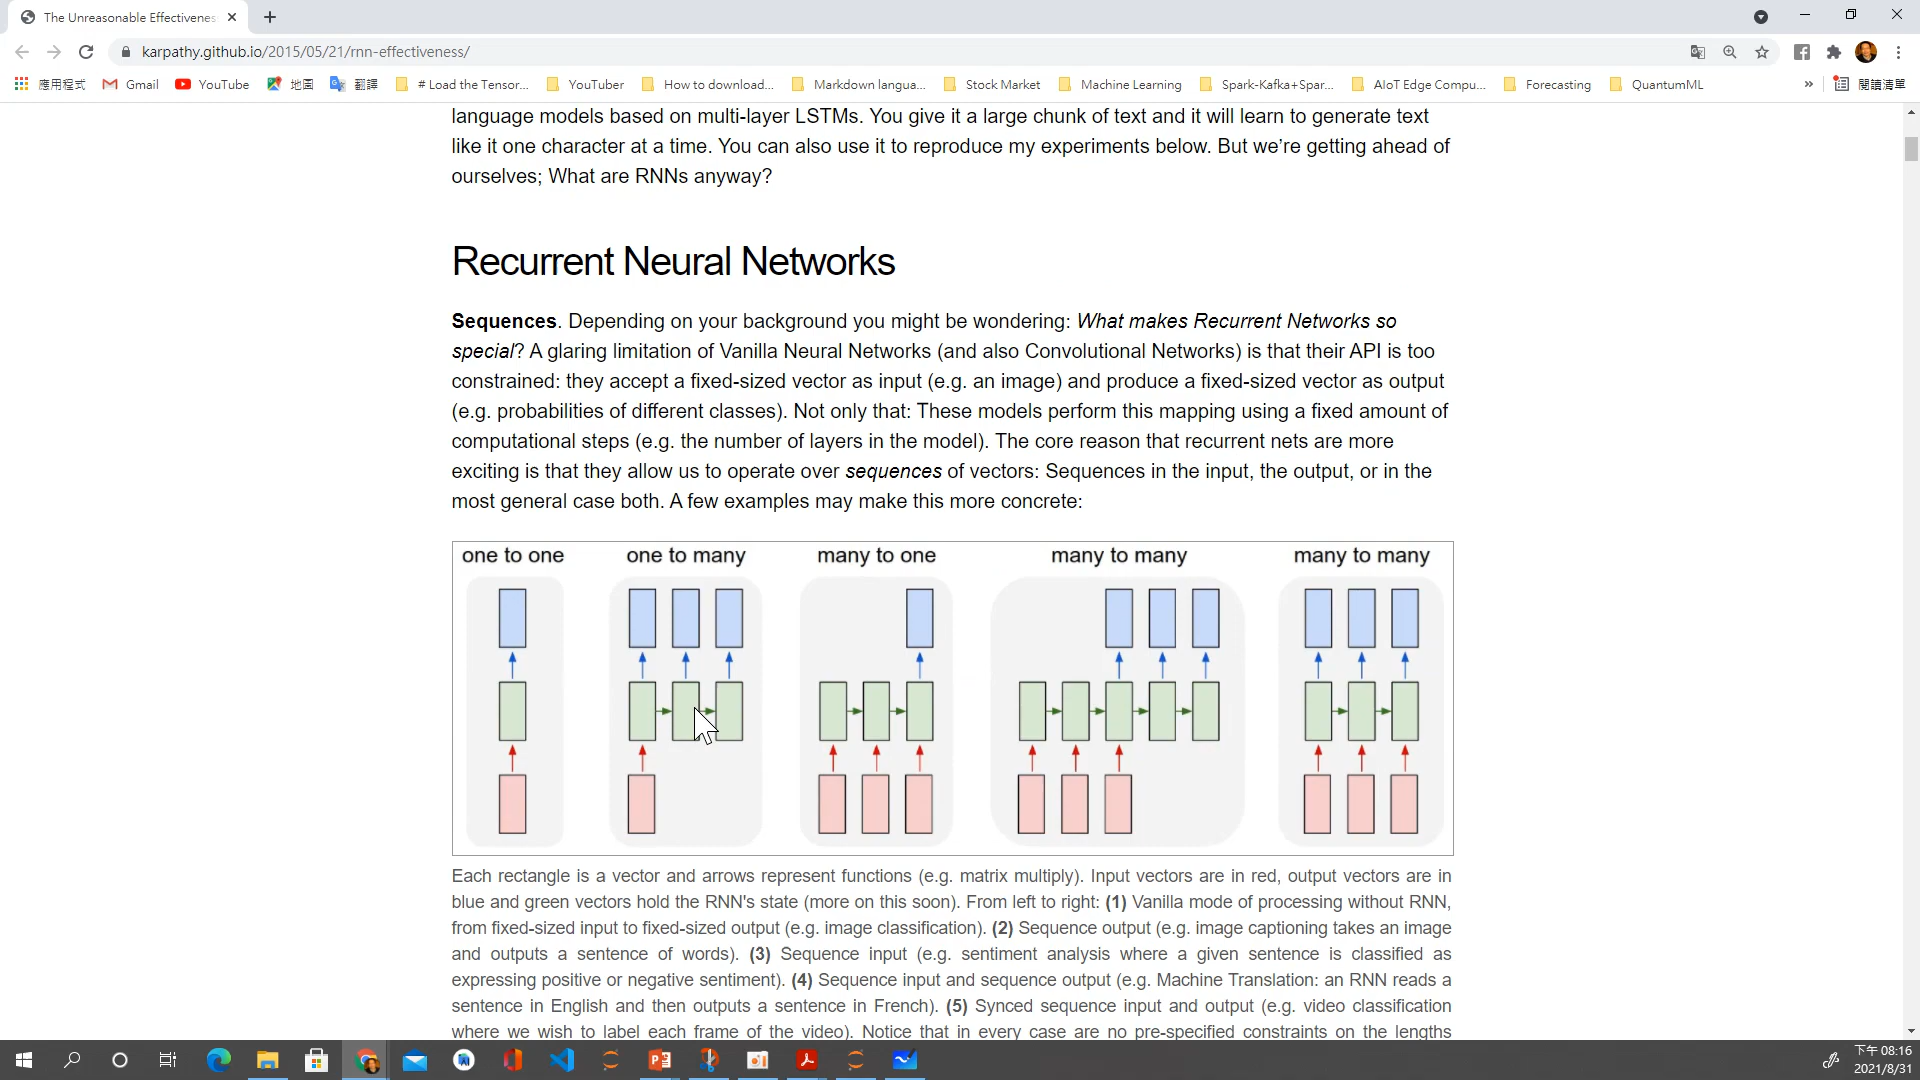 The Unreasonable Effectivenes
karpathy.github.io/2015/05/21/rnn-effectiveness/
應用程式 Gmail YouTube 地圖 翻譯 # Load the Tensor... YouTuber How to download... Markdown langua... Stock Market Machine Learning Spark-Kafka+Spar... AIoT Edge Compu... Forecasting QuantumML » 閱讀清單
language models based on multi-layer LSTMs. You give it a large chunk of text and it will learn to generate text
like it one character at a time. You can also use it to reproduce my experiments below. But we’re getting ahead of
ourselves; What are RNNs anyway?
Recurrent Neural Networks
Sequences. Depending on your background you might be wondering: What makes Recurrent Networks so
special? A glaring limitation of Vanilla Neural Networks (and also Convolutional Networks) is that their API is too
constrained: they accept a fixed-sized vector as input (e.g. an image) and produce a fixed-sized vector as output
(e.g. probabilities of different classes). Not only that: These models perform this mapping using a fixed amount of
computational steps (e.g. the number of layers in the model). The core reason that recurrent nets are more
exciting is that they allow us to operate over sequences of vectors: Sequences in the input, the output, or in the
most general case both. A few examples may make this more concrete:
one to one one to many many to one many to many many to many
Each rectangle is a vector and arrows represent functions (e.g. matrix multiply). Input vectors are in red, output vectors are in
blue and green vectors hold the RNN's state (more on this soon). From left to right: (1) Vanilla mode of processing without RNN,
from fixed-sized input to fixed-sized output (e.g. image classification). (2) Sequence output (e.g. image captioning takes an image
and outputs a sentence of words). (3) Sequence input (e.g. sentiment analysis where a given sentence is classified as
expressing positive or negative sentiment). (4) Sequence input and sequence output (e.g. Machine Translation: an RNN reads a
sentence in English and then outputs a sentence in French). (5) Synced sequence input and output (e.g. video classification
where we wish to label each frame of the video). Notice that in every case are no pre-specified constraints on the lengths
下午 08:16
2021/8/31